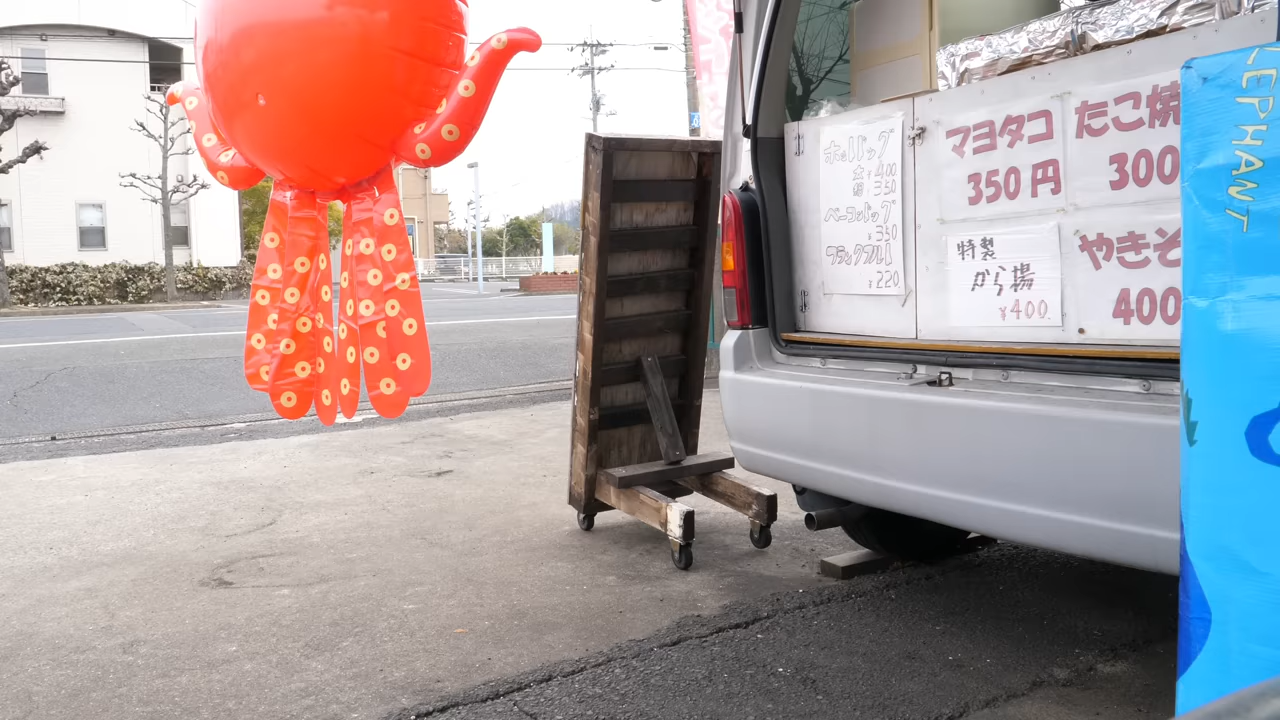 ホットドッグ
大 ¥400
350
ベーコンドッグ
¥350
フランクフルト
¥220
マヨタコ
350円
たこ焼
300
特製
から揚
¥400
やきそ
400
LEPHANT